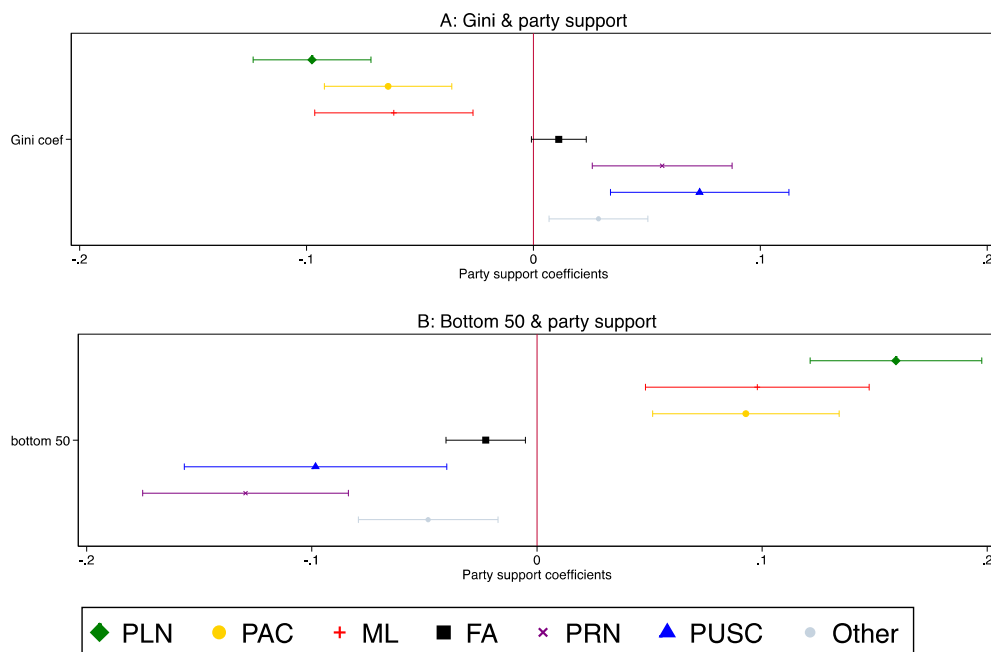 A: Gini & party support
Gini coef
-.2 -.1 0 .1 .2
Party support coefficients
B: Bottom 50 & party support
bottom 50
-.2 -.1 0 .1 .2
Party support coefficients
PLN PAC ML FA PRN PUSC Other